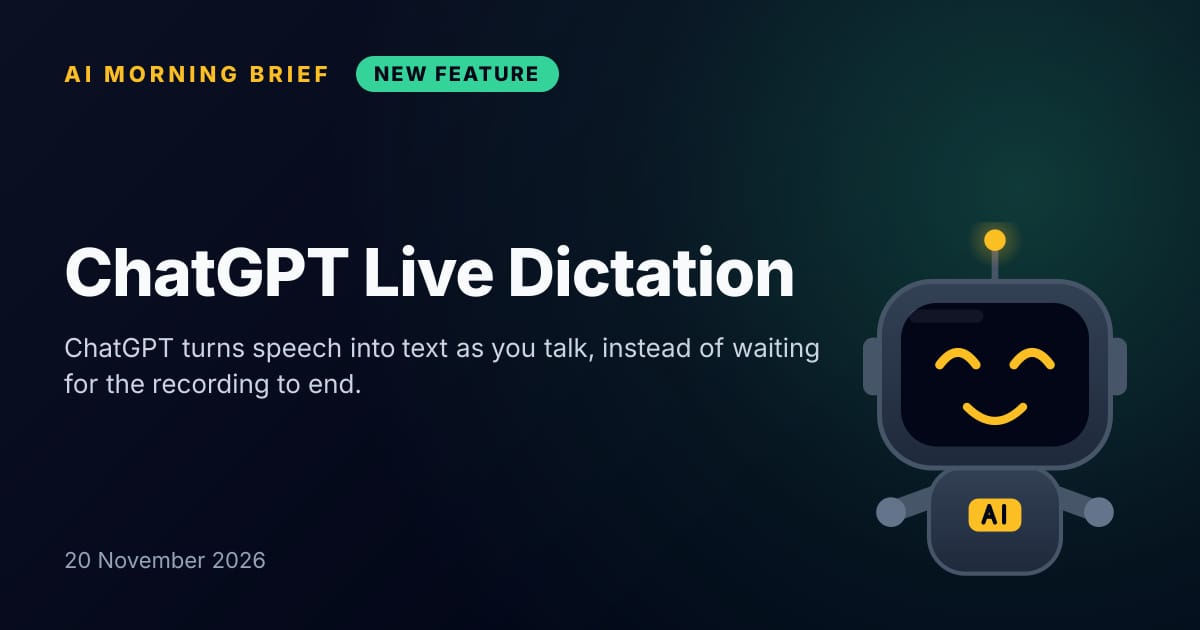 AI MORNING BRIEF
NEW FEATURE
ChatGPT Live Dictation
ChatGPT turns speech into text as you talk, instead of waiting
for the recording to end.
AI
20 November 2026